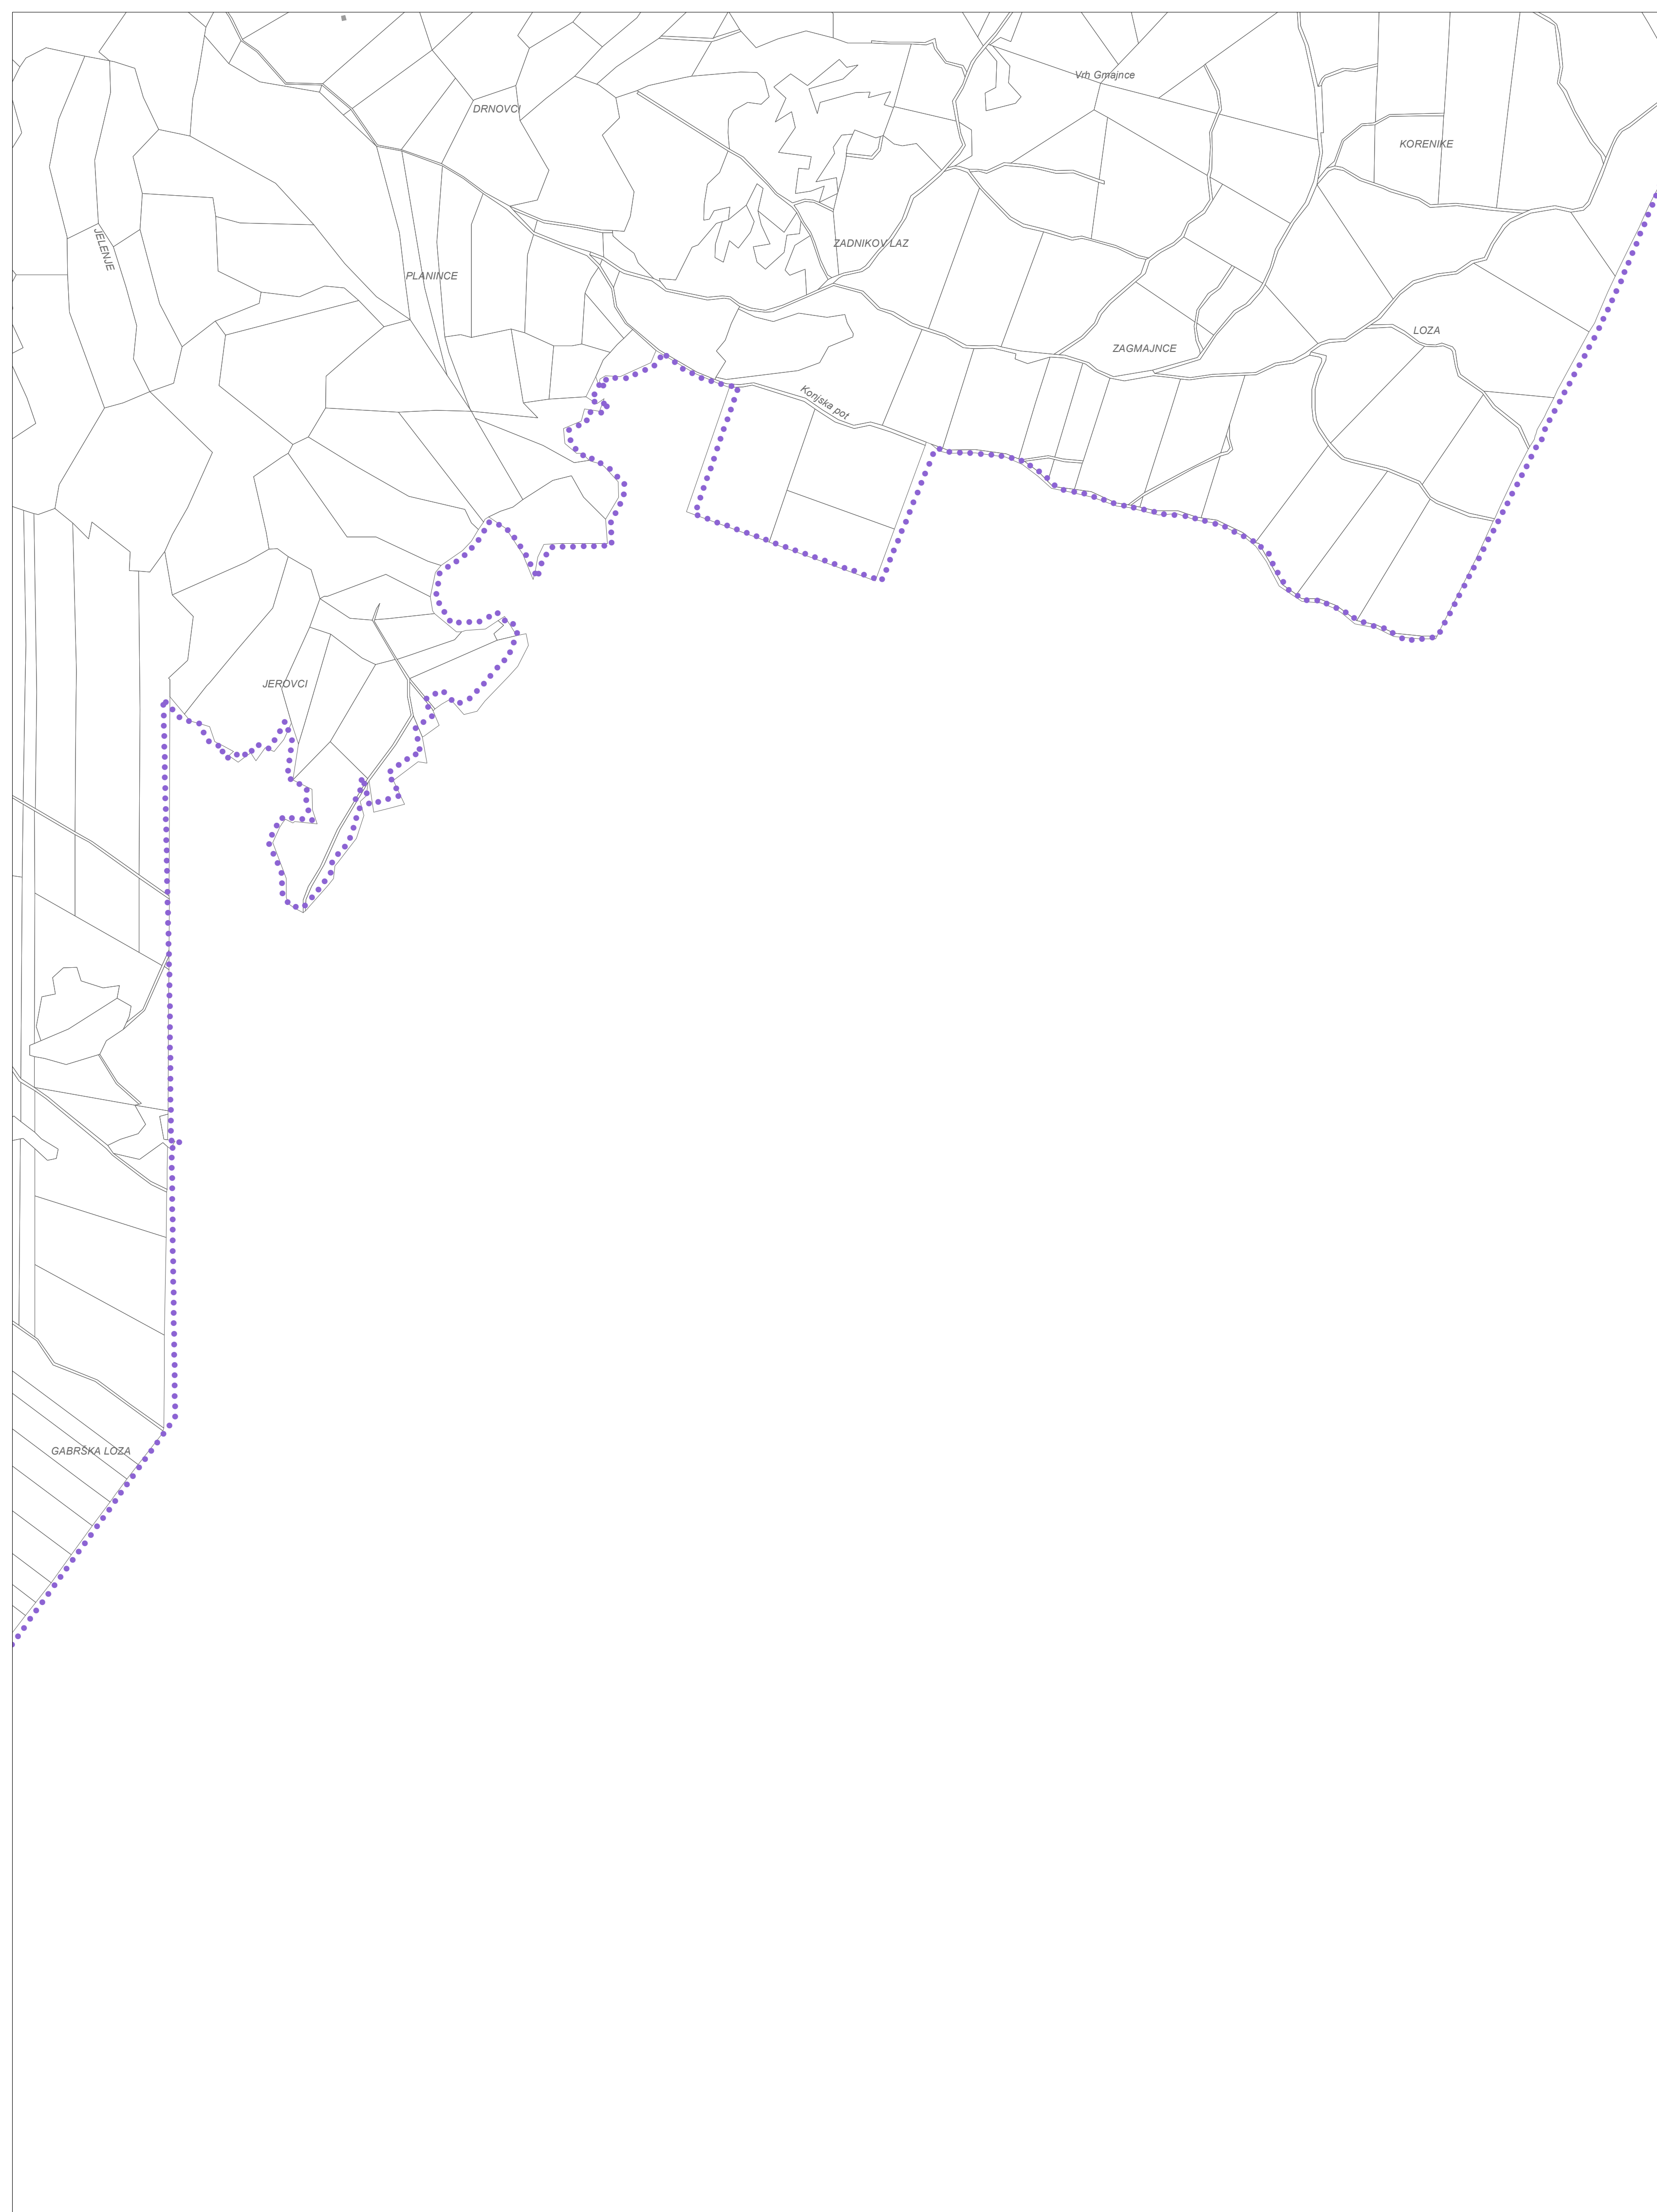 Vrh Gmajnce
DRNOVCI
KORENIKE
JELENJE
ZADNIKOV LAZ
PLANINCE
LOZA
ZAGMAJNCE
Konjska pot
JEROVCI
GABRŠKA LOZA